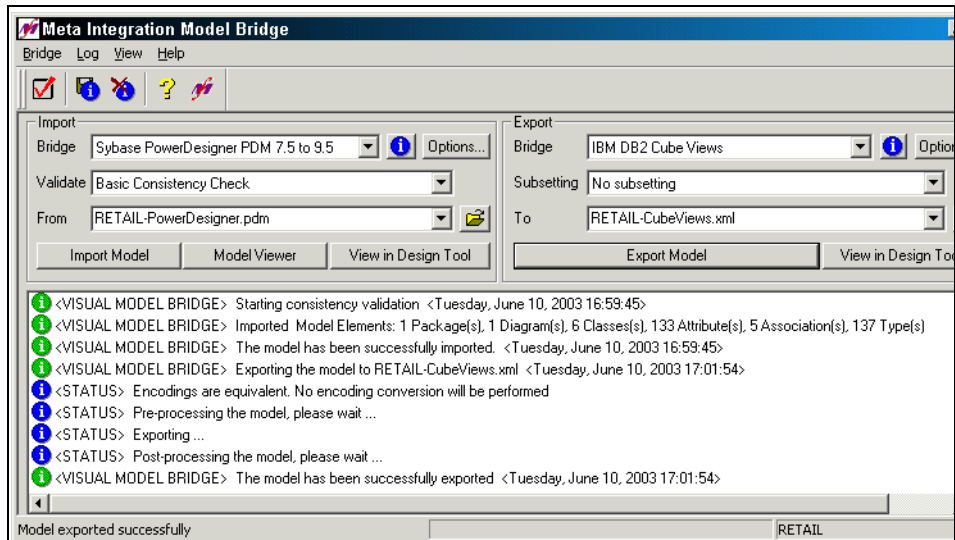 Meta Integration Model Bridge
Bridge Log View Help
Import
Bridge Sybase PowerDesigner PDM 7.5 to 9.5 Options...
Validate Basic Consistency Check
From RETAIL-PowerDesigner.pdm
Import Model Model Viewer View in Design Tool
Export
Bridge IBM DB2 Cube Views Option
Subsetting No subsetting
To RETAIL-CubeViews.xml
Export Model View in Design Too
<VISUAL MODEL BRIDGE> Starting consistency validation <Tuesday, June 10, 2003 16:59:45>
<VISUAL MODEL BRIDGE> Imported Model Elements: 1 Package(s), 1 Diagram(s), 6 Classes(s), 133 Attribute(s), 5 Association(s), 137 Type(s)
<VISUAL MODEL BRIDGE> The model has been successfully imported. <Tuesday, June 10, 2003 16:59:45>
<VISUAL MODEL BRIDGE> Exporting the model to RETAIL-CubeViews.xml <Tuesday, June 10, 2003 17:01:54>
<STATUS> Encodings are equivalent. No encoding conversion will be performed
<STATUS> Pre-processing the model, please wait ...
<STATUS> Exporting ...
<STATUS> Post-processing the model, please wait ...
<VISUAL MODEL BRIDGE> The model has been successfully exported <Tuesday, June 10, 2003 17:01:54>
Model exported successfully RETAIL